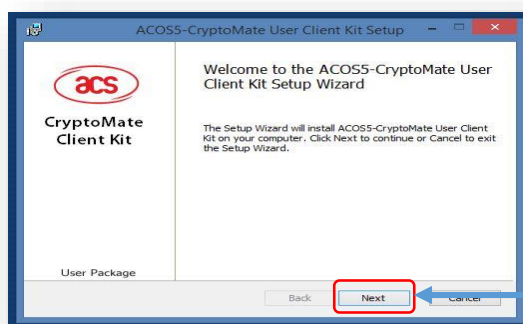 ACOS5-CryptoMate User Client Kit Setup
acs
CryptoMate
Client Kit
User Package
Welcome to the ACOS5-CryptoMate User
Client Kit Setup Wizard
The Setup Wizard will install ACOS5-CryptoMate User Client
Kit on your computer. Click Next to continue or Cancel to exit
the Setup Wizard.
Back Next Cancel